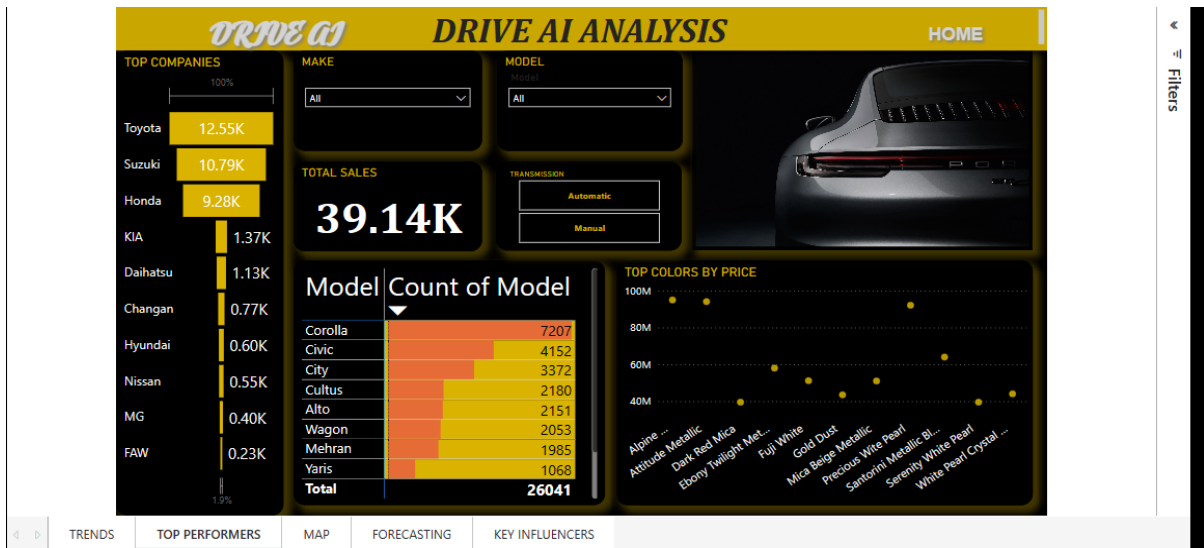 DRIVE AI
DRIVE AI ANALYSIS
HOME
Filters
TOP COMPANIES
100%
Toyota 12.55K
Suzuki 10.79K
Honda 9.28K
KIA 1.37K
Daihatsu 1.13K
Changan 0.77K
Hyundai 0.60K
Nissan 0.55K
MG 0.40K
FAW 0.23K
1.9%
MAKE
All
MODEL
Model
All
TOTAL SALES
39.14K
TRANSMISSION
Automatic
Manual
Model Count of Model
Corolla 7207
Civic 4152
City 3372
Cultus 2180
Alto 2151
Wagon 2053
Mehran 1985
Yaris 1068
Total 26041
TOP COLORS BY PRICE
100M
80M
60M
40M
Alpine ...
Attitude Metallic
Dark Red Mica
Ebony Twilight Met...
Fuji White
Gold Dust
Mica Beige Metallic
Precious Wite Pearl
Santorini Metallic Bl...
Serenity White Pearl
White Pearl Crystal ...
TRENDS TOP PERFORMERS MAP FORECASTING KEY INFLUENCERS